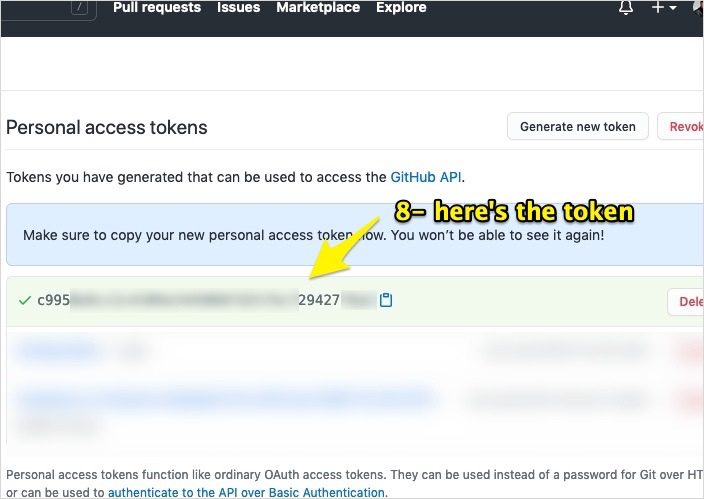 / Pull requests Issues Marketplace Explore
Personal access tokens
Generate new token
Revok
Tokens you have generated that can be used to access the GitHub API.
8– here's the token
Make sure to copy your new personal access token now. You won't be able to see it again!
c995 29427
Dele
Personal access tokens function like ordinary OAuth access tokens. They can be used instead of a password for Git over HT
or can be used to authenticate to the API over Basic Authentication.